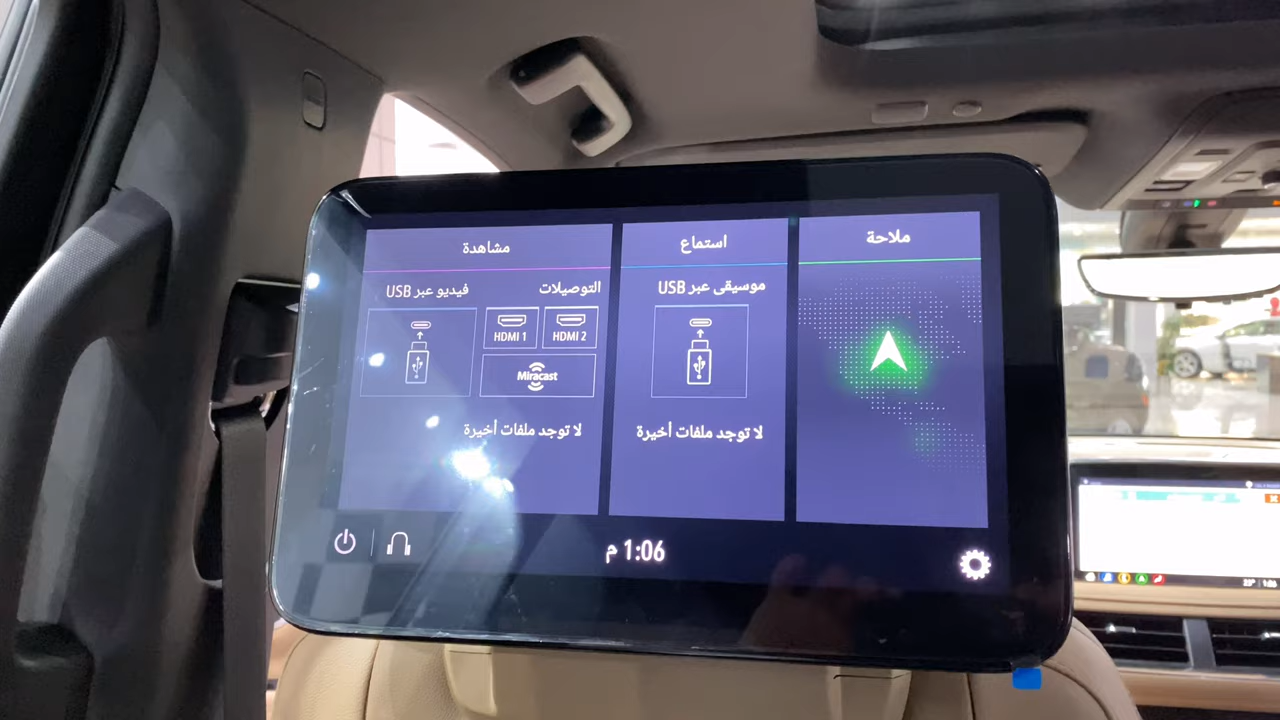 ملاحة
استماع
موسيقى عبر USB
لا توجد ملفات أخيرة
مشاهدة
التوصيلات
HDMI 1
HDMI 2
Miracast
فيديو عبر USB
لا توجد ملفات أخيرة
1:06 م